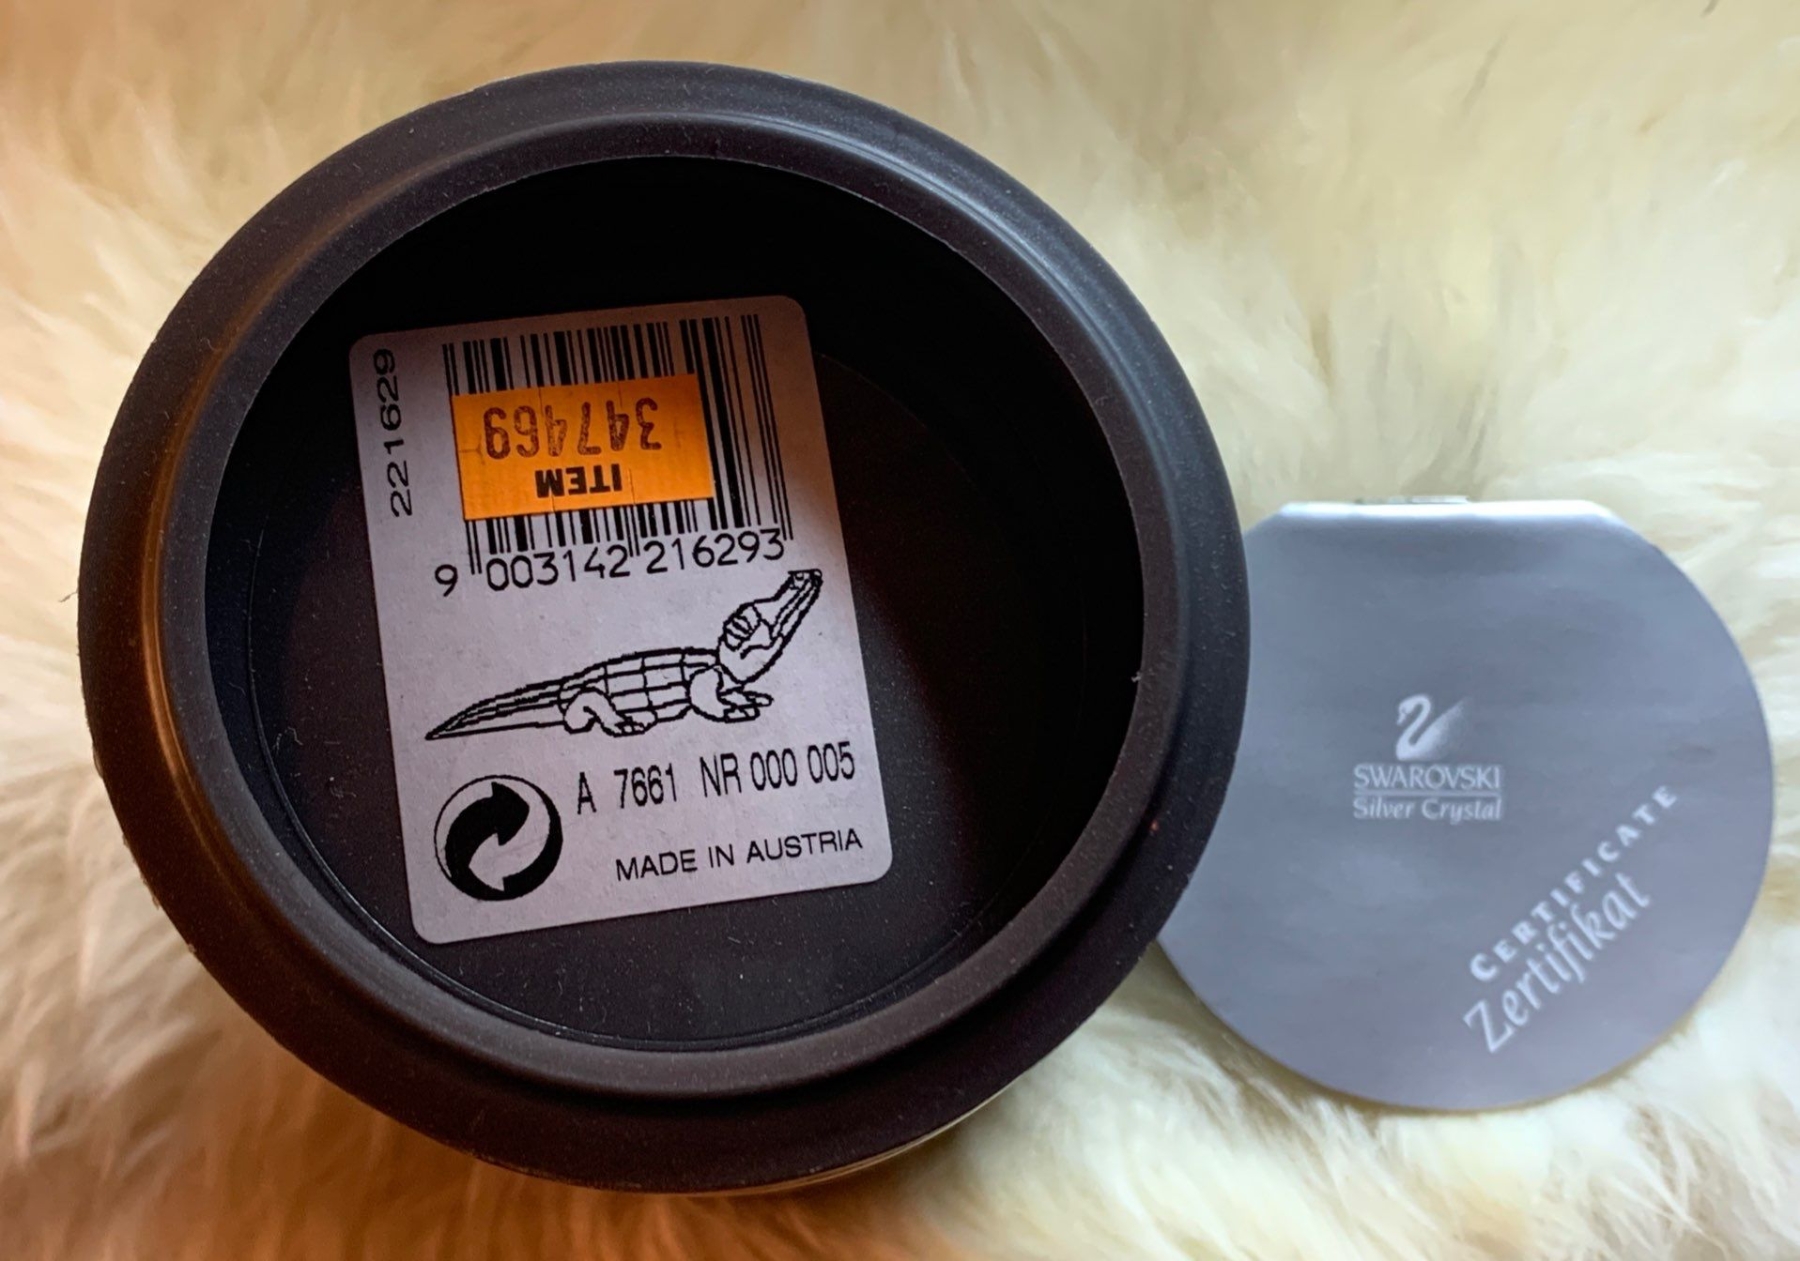 221629
ITEM
347469
9 003142 216293
A 7661 NR 000 005
MADE IN AUSTRIA
SWAROVSKI
Silver Crystal
CERTIFICATE
Zertifikat